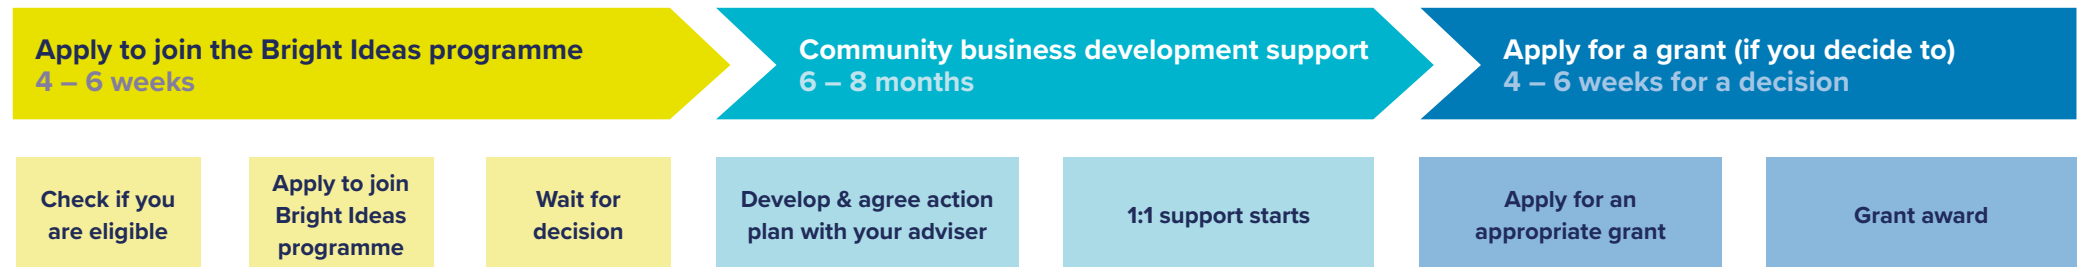 Apply to join the Bright Ideas programme
4 – 6 weeks
Community business development support
6 – 8 months
Apply for a grant (if you decide to)
4 – 6 weeks for a decision
Check if you
are eligible
Apply to join
Bright Ideas
programme
Wait for
decision
Develop & agree action
plan with your adviser
1:1 support starts
Apply for an
appropriate grant
Grant award